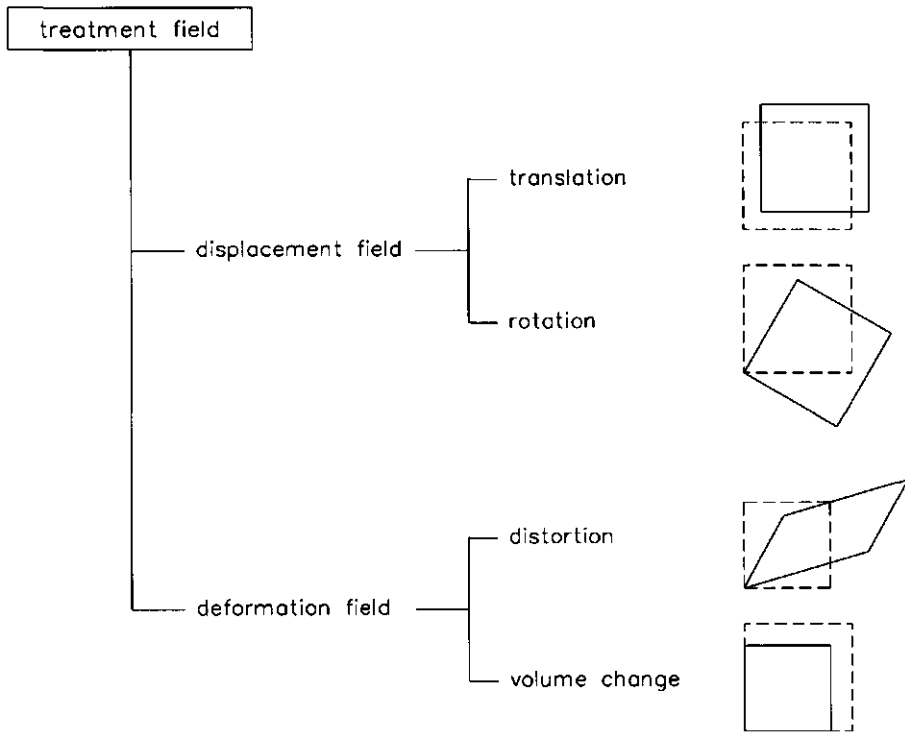 treatment field
translation
displacement field
rotation
distortion
deformation field
volume change